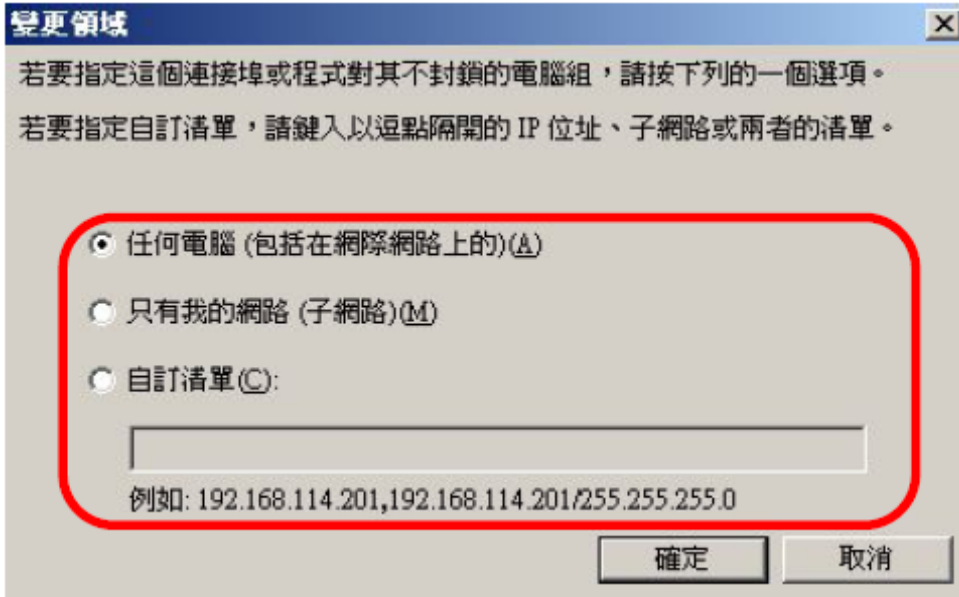 變更領域
若要指定這個連接埠或程式對其不封鎖的電腦組，請按下列的一個選項。
若要指定自訂清單，請鍵入以逗點隔開的 IP 位址、子網路或兩者的清單。
任何電腦 (包括在網際網路上的)(A)
只有我的網路 (子網路)(M)
自訂清單(C):
例如: 192.168.114.201,192.168.114.201/255.255.255.0
確定 取消